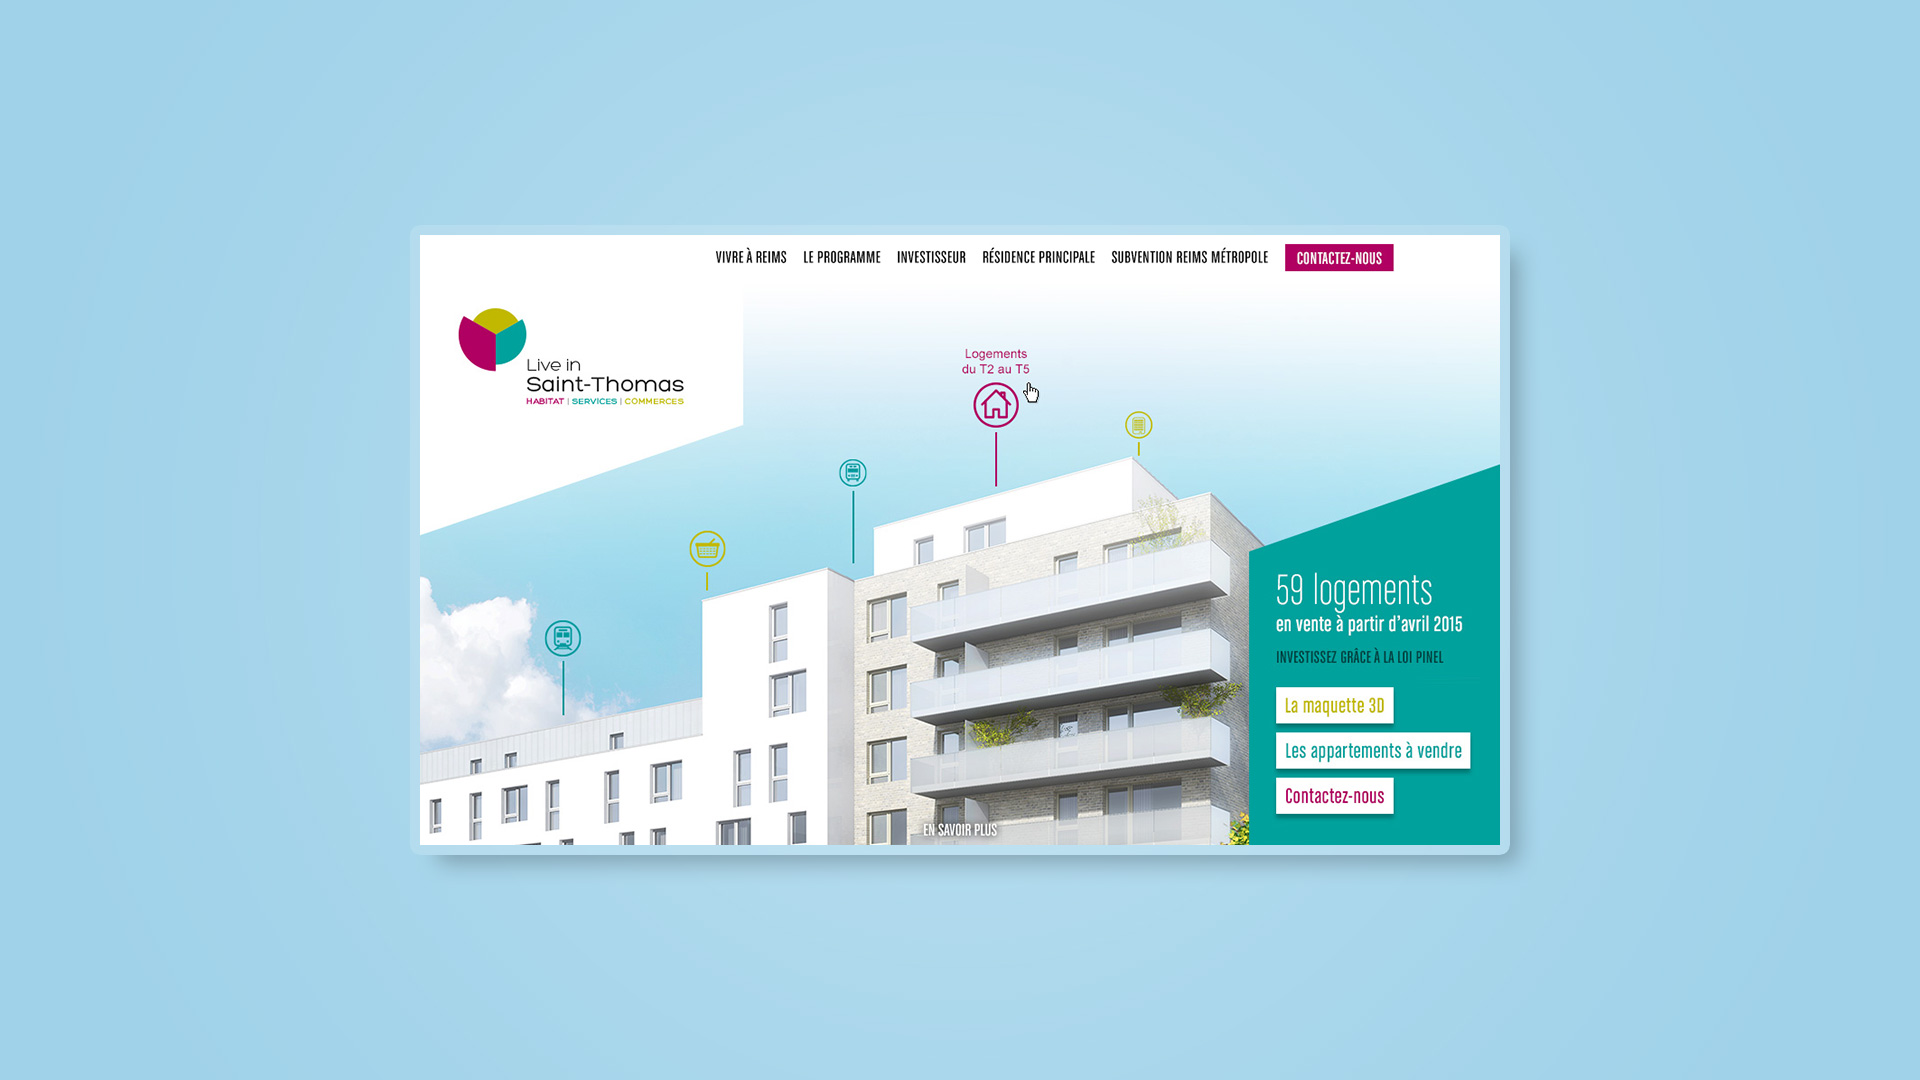 VIVRE À REIMS LE PROGRAMME INVESTISSEUR RÉSIDENCE PRINCIPALE SUBVENTION REIMS MÉTROPOLE CONTACTEZ-NOUS
Live in
Saint-Thomas
HABITAT | SERVICES | COMMERCES
Logements
du T2 au T5
59 logements
en vente à partir d'avril 2015
INVESTISSEZ GRÂCE À LA LOI PINEL
La maquette 3D
Les appartements à vendre
Contactez-nous
EN SAVOIR PLUS